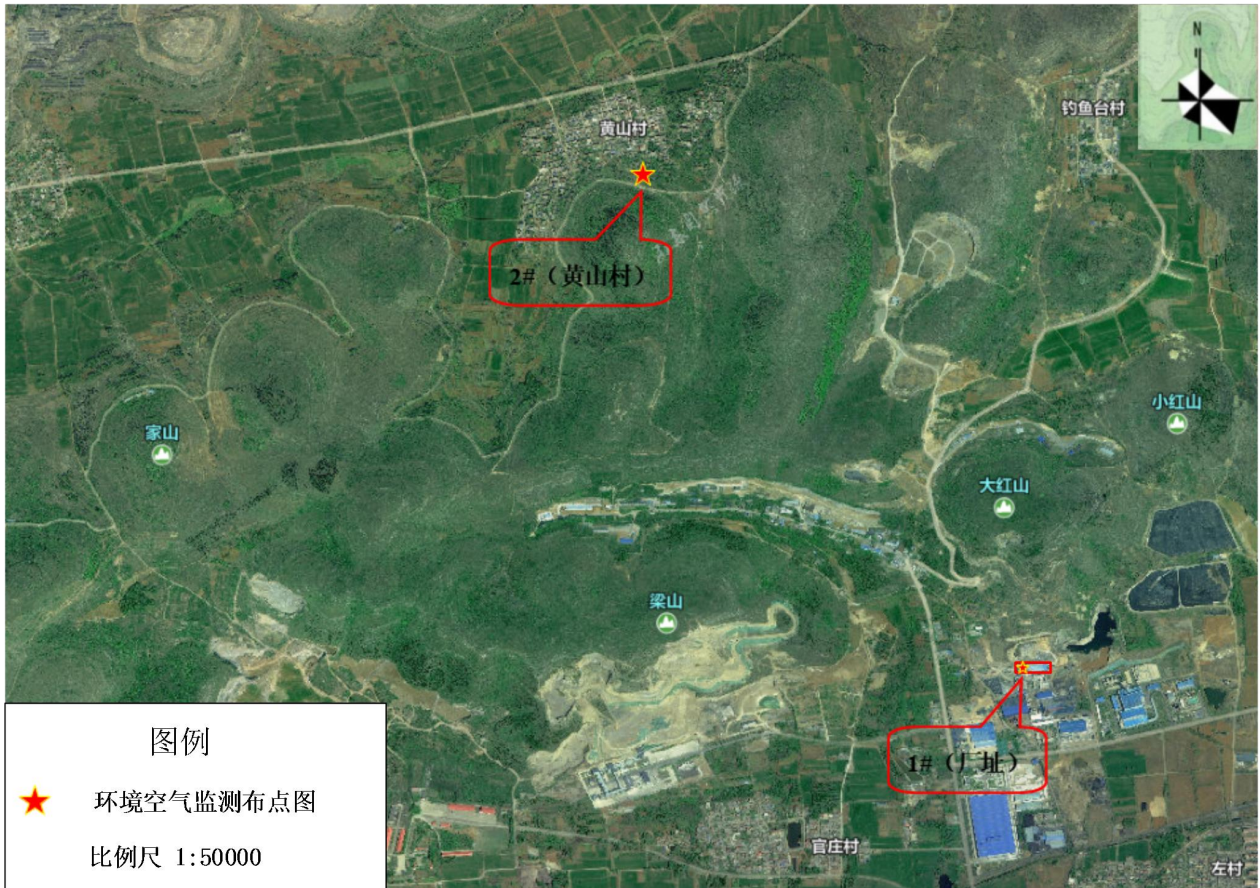 N
黄山村
钓鱼台村
2#（黄山村）
小红山
家山
大红山
梁山
1#（厂址）
官庄村
左村
图例
环境空气监测布点图
比例尺 1:50000